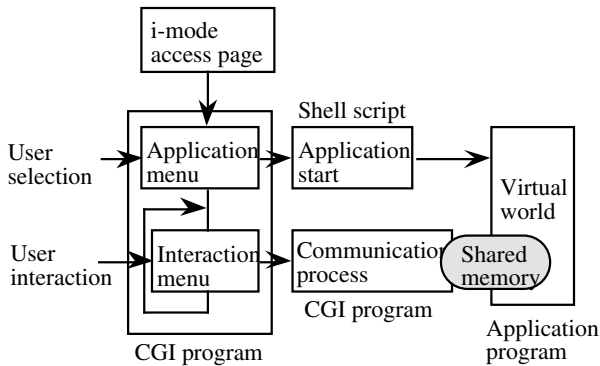 i-mode
access page
Shell script
User
selection
Application
menu
Application
start
Virtual
world
User
interaction
Interaction
menu
Communication
process
Shared
memory
CGI program
CGI program
Application
program